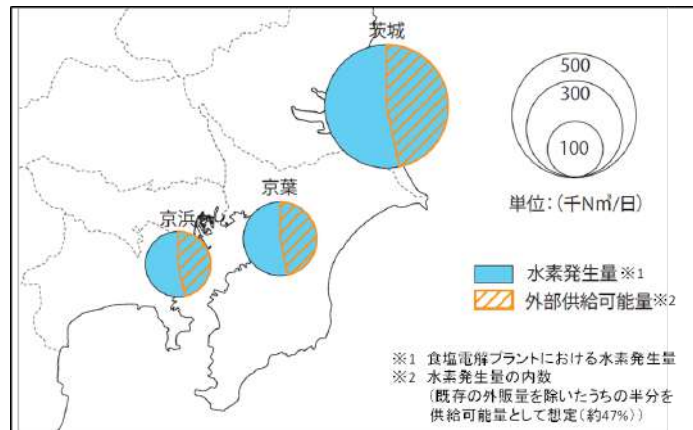 茨城
500
300
京葉
100
京浜
単位：(千N㎥/日)
水素発生量※1
外部供給可能量※2
※1 食塩電解プラントにおける水素発生量
※2 水素発生量の内数
(既存の外販量を除いたうちの半分を
供給可能量として想定(約47%))